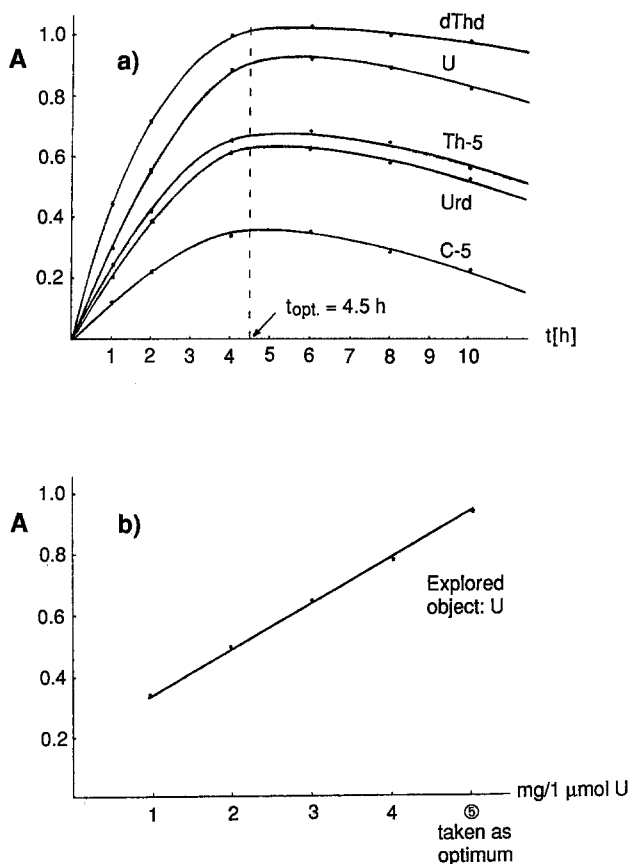 A
a)
1.0
0.8
0.6
0.4
0.2
dThd
U
Th-5
Urd
C-5
topt. = 4.5 h
1 2 3 4 5 6 7 8 9 10
t[h]
A
b)
1.0
0.8
0.6
0.4
0.2
Explored
object: U
1 2 3 4 ⑤
mg/1 μmol U
taken as
optimum